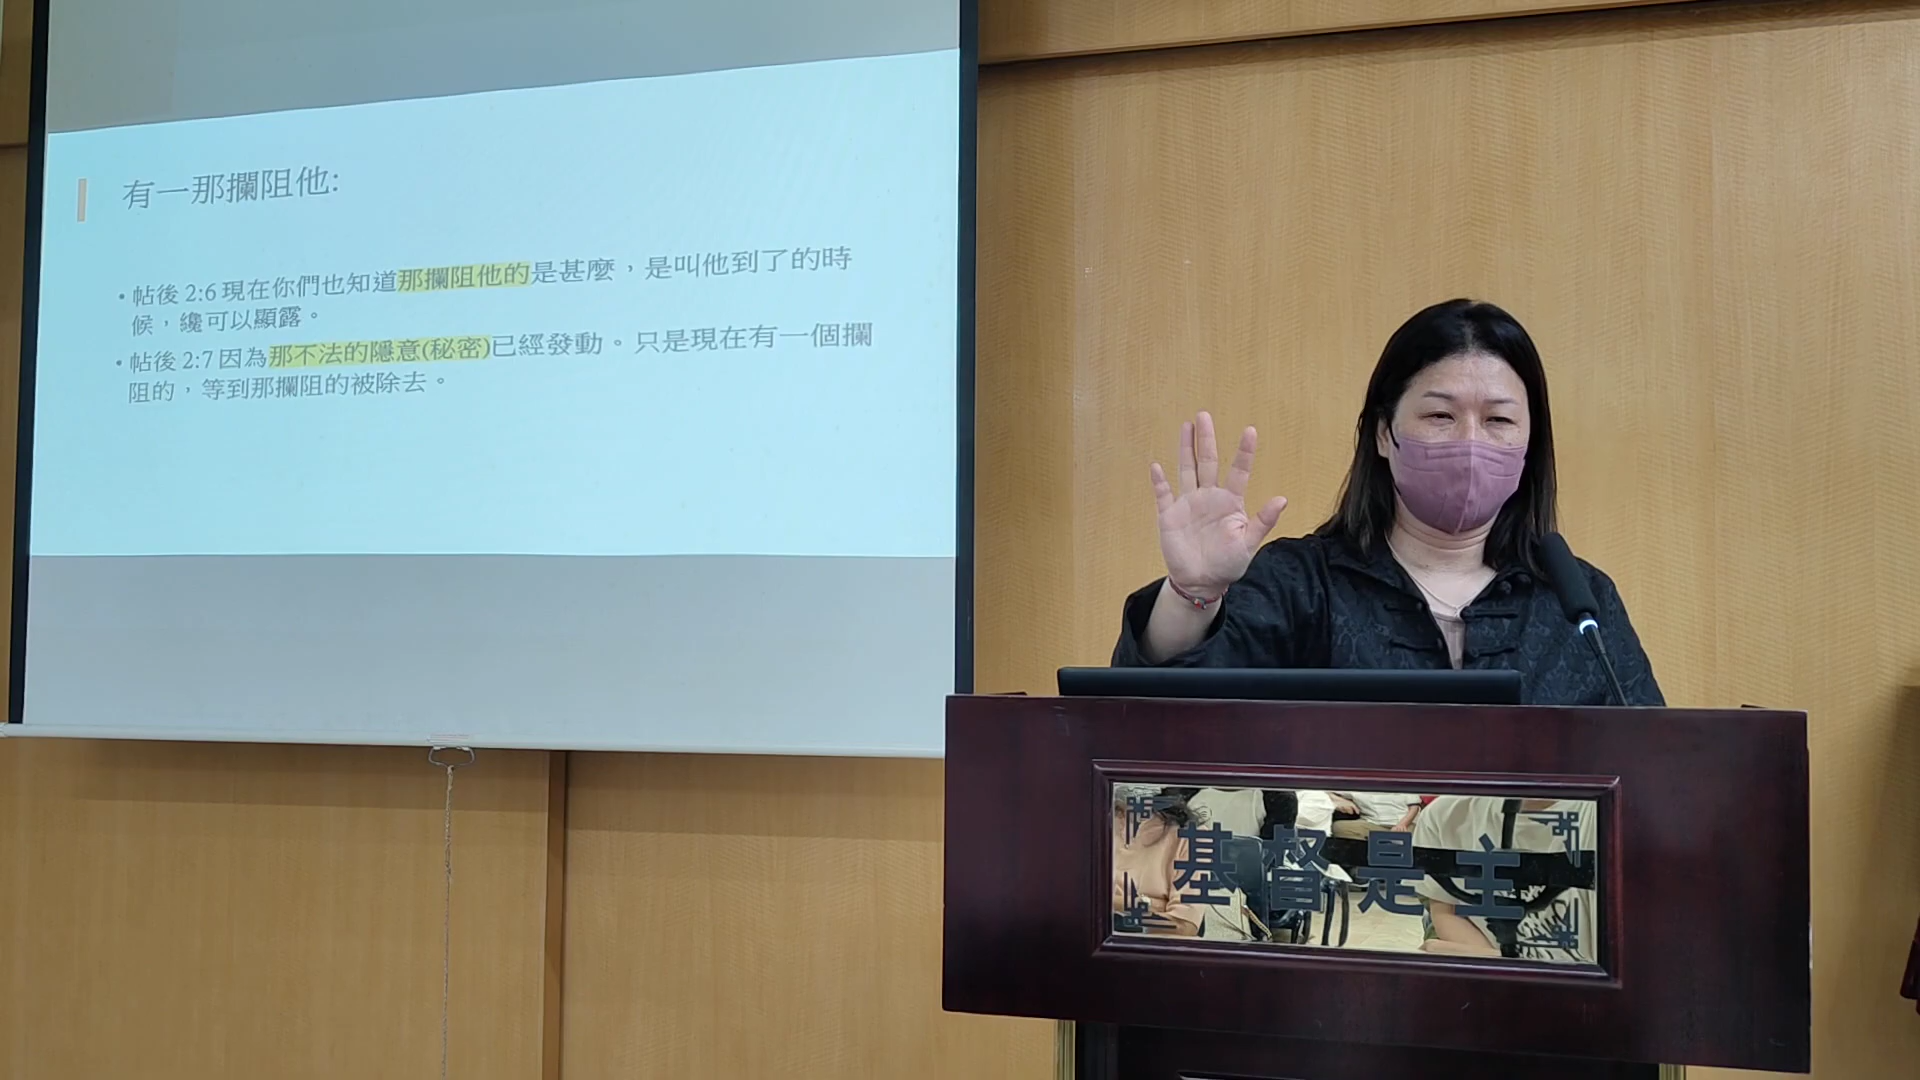 有一那攔阻他:
• 帖後 2:6 現在你們也知道那攔阻他的是甚麼，是叫他到了的時
候，纔可以顯露。
• 帖後 2:7 因為那不法的隱意(秘密)已經發動。只是現在有一個攔
阻的，等到那攔阻的被除去。
基督是主